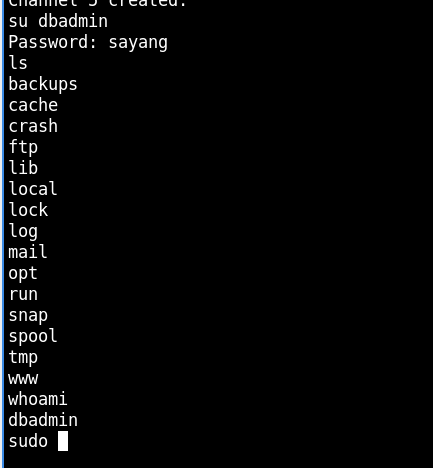 Channel 5 created.
su dbadmin
Password: sayang
ls
backups
cache
crash
ftp
lib
local
lock
log
mail
opt
run
snap
spool
tmp
www
whoami
dbadmin
sudo